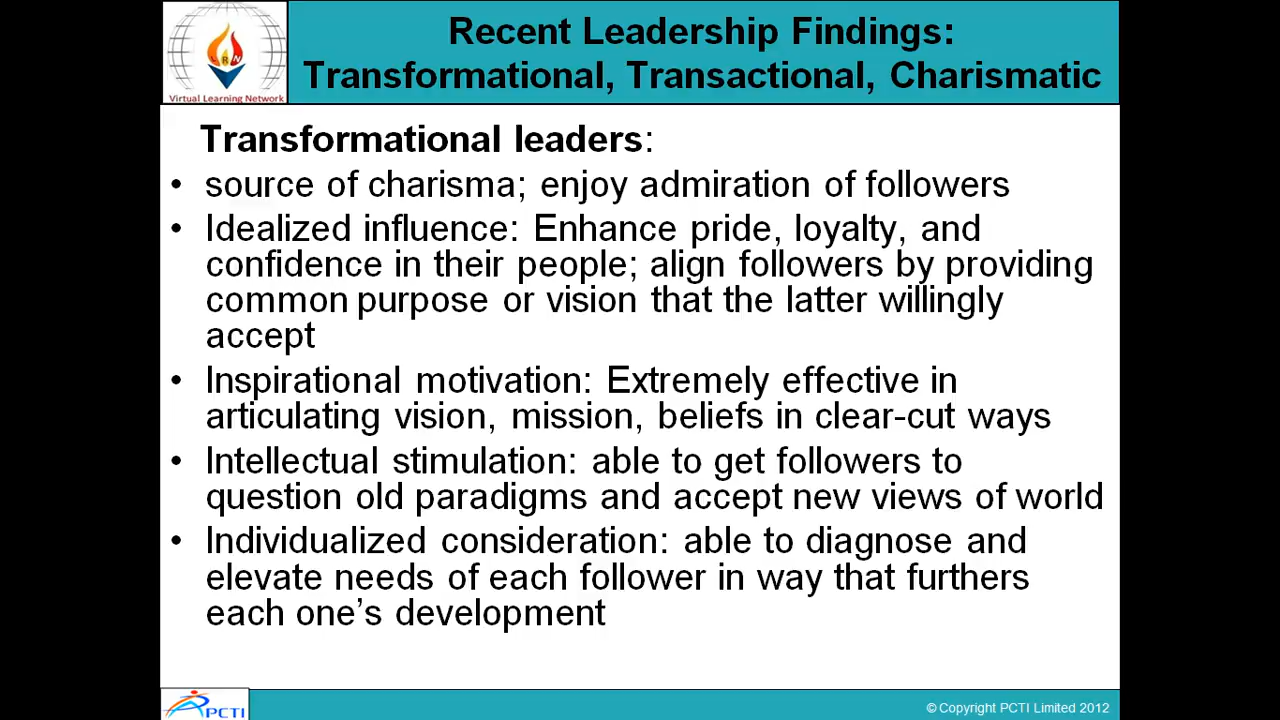 Recent Leadership Findings:
Transformational, Transactional, Charismatic
LRN
Virtual Learning Network
Transformational leaders:
• source of charisma; enjoy admiration of followers
• Idealized influence: Enhance pride, loyalty, and
confidence in their people; align followers by providing
common purpose or vision that the latter willingly
accept
• Inspirational motivation: Extremely effective in
articulating vision, mission, beliefs in clear-cut ways
• Intellectual stimulation: able to get followers to
question old paradigms and accept new views of world
• Individualized consideration: able to diagnose and
elevate needs of each follower in way that furthers
each one’s development
PCTI
© Copyright PCTI Limited 2012